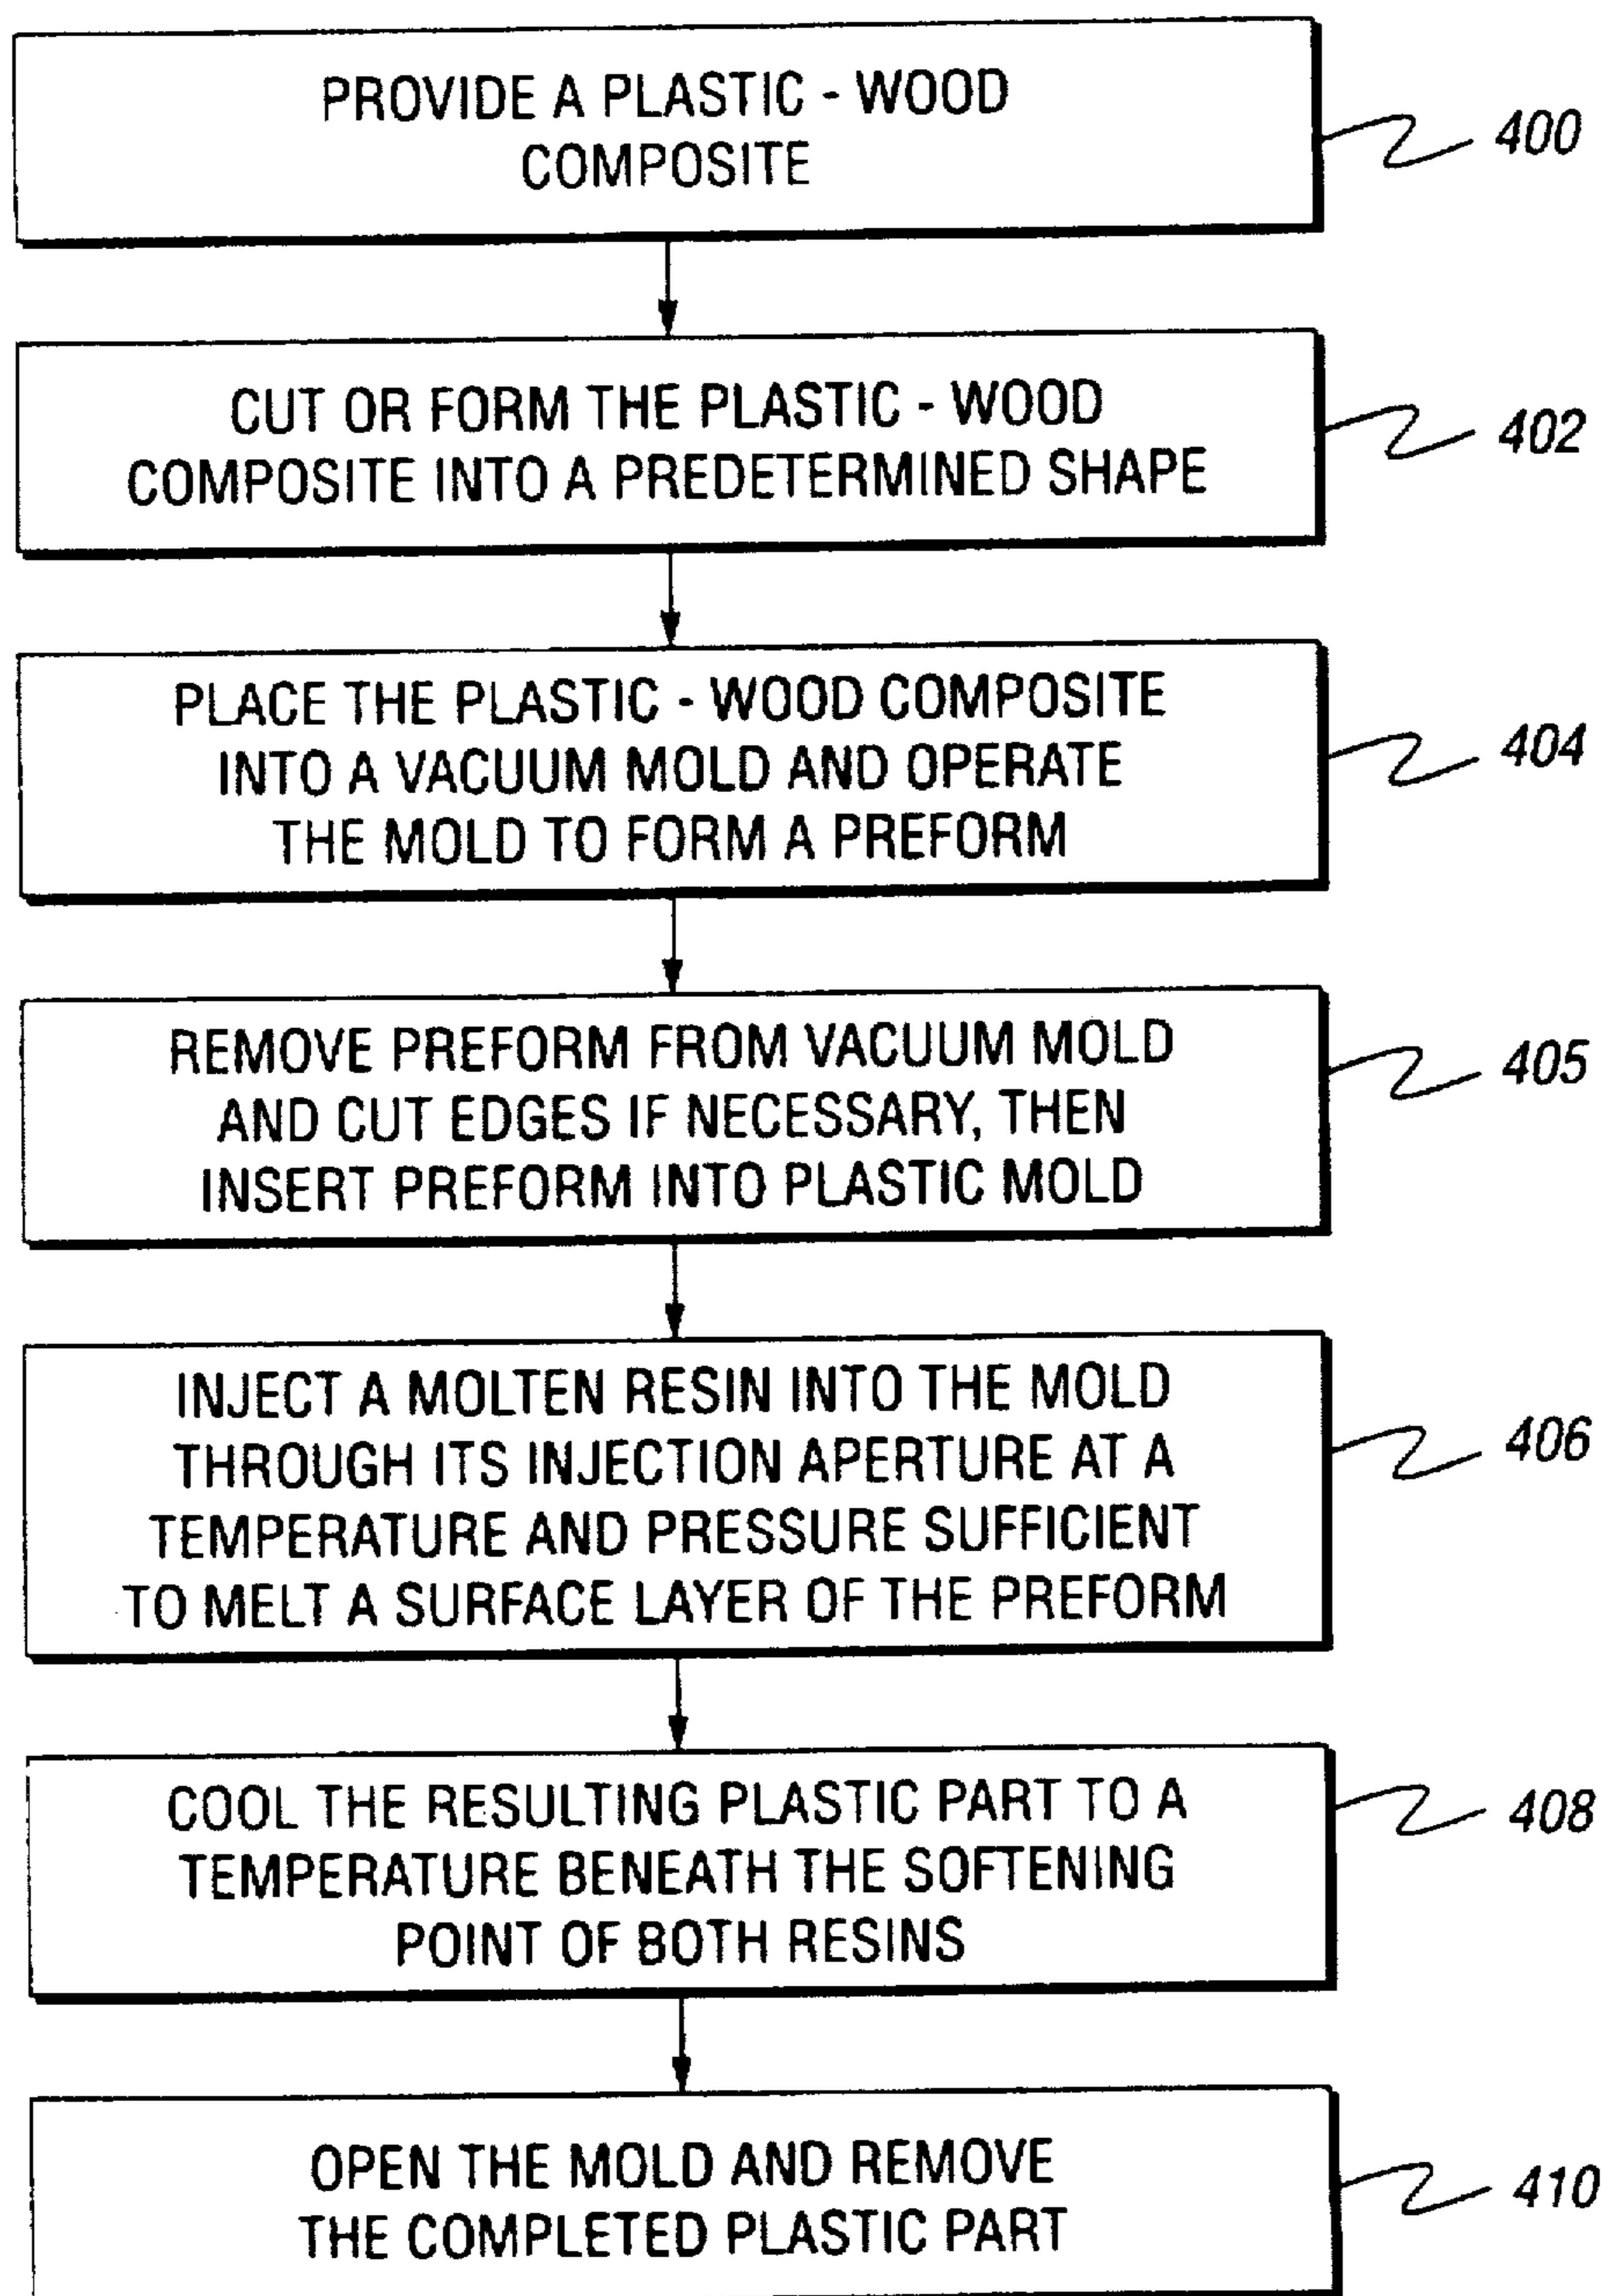 PROVIDE A PLASTIC - WOOD
COMPOSITE
400
CUT OR FORM THE PLASTIC - WOOD
COMPOSITE INTO A PREDETERMINED SHAPE
402
PLACE THE PLASTIC - WOOD COMPOSITE
INTO A VACUUM MOLD AND OPERATE
THE MOLD TO FORM A PREFORM
404
REMOVE PREFORM FROM VACUUM MOLD
AND CUT EDGES IF NECESSARY, THEN
INSERT PREFORM INTO PLASTIC MOLD
405
INJECT A MOLTEN RESIN INTO THE MOLD
THROUGH ITS INJECTION APERTURE AT A
TEMPERATURE AND PRESSURE SUFFICIENT
TO MELT A SURFACE LAYER OF THE PREFORM
406
COOL THE RESULTING PLASTIC PART TO A
TEMPERATURE BENEATH THE SOFTENING
POINT OF BOTH RESINS
408
OPEN THE MOLD AND REMOVE
THE COMPLETED PLASTIC PART
410